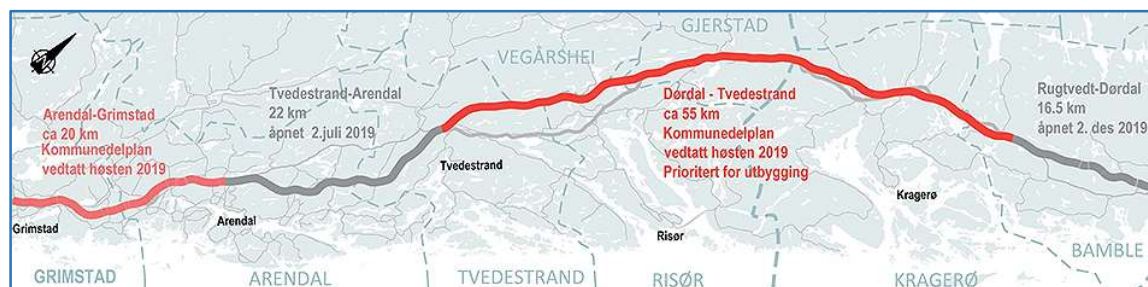 GJERSTAD
VEGÅRSHEI
Arendal-Grimstad
ca 20 km
Kommunedelplan
vedtatt høsten 2019
Tvedestrand-Arendal
22 km
åpnet 2.juli 2019
Dørdal - Tvedestrand
ca 55 km
Kommunedelplan
vedtatt høsten 2019
Prioritert for utbygging
Rugtvedt-Dørdal
16.5 km
åpnet 2. des 2019
Grimstad
Arendal
Tvedestrand
Risør
Kragerø
GRIMSTAD
ARENDAL
TVEDESTRAND
RISØR
KRAGERØ
BAMBLE